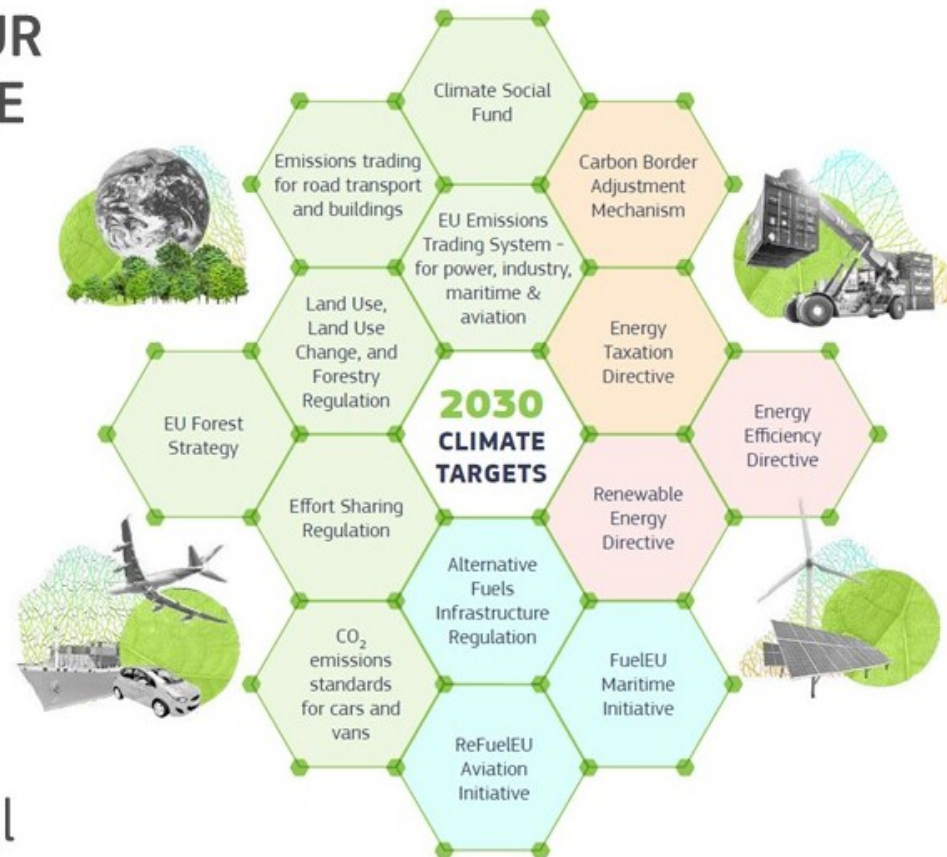 UR
E
Climate Social
Fund
Emissions trading
for road transport
and buildings
Carbon Border
Adjustment
Mechanism
EU Emissions
Trading System -
for power, industry,
maritime &
aviation
Land Use,
Land Use
Change, and
Forestry
Regulation
Energy
Taxation
Directive
EU Forest
Strategy
2030
CLIMATE
TARGETS
Energy
Efficiency
Directive
Effort Sharing
Regulation
Renewable
Energy
Directive
Alternative
Fuels
Infrastructure
Regulation
CO₂
emissions
standards
for cars and
vans
FuelEU
Maritime
Initiative
ReFuelEU
Aviation
Initiative
l